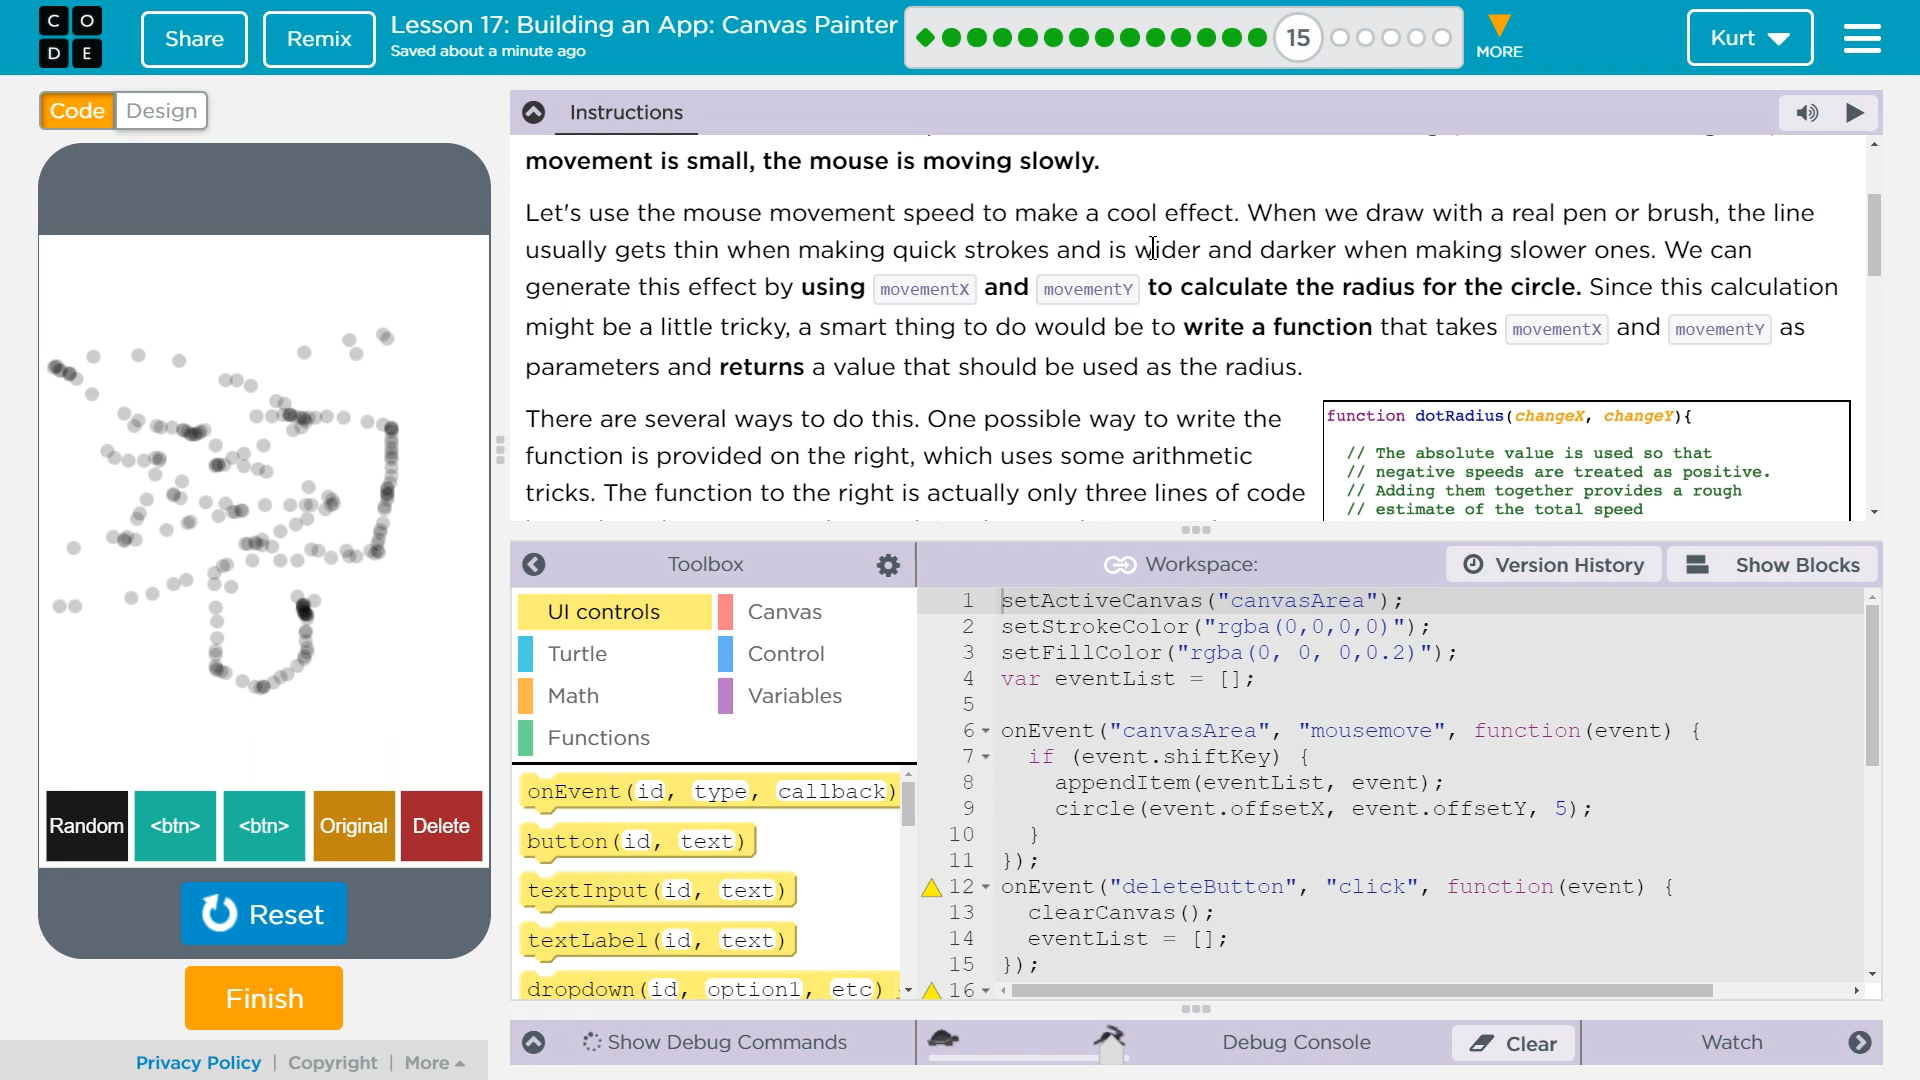 CODE
Share
Remix
Lesson 17: Building an App: Canvas Painter
Saved about a minute ago
15
MORE
Kurt
Code
Design
Instructions
movement is small, the mouse is moving slowly.
Let's use the mouse movement speed to make a cool effect. When we draw with a real pen or brush, the line
usually gets thin when making quick strokes and is wider and darker when making slower ones. We can
generate this effect by using movementX and movementY to calculate the radius for the circle. Since this calculation
might be a little tricky, a smart thing to do would be to write a function that takes movementX and movementY as
parameters and returns a value that should be used as the radius.
There are several ways to do this. One possible way to write the
function is provided on the right, which uses some arithmetic
tricks. The function to the right is actually only three lines of code
function dotRadius(changeX, changeY){
// The absolute value is used so that
// negative speeds are treated as positive.
// Adding them together provides a rough
// estimate of the total speed
Random
<btn>
<btn>
Original
Delete
Reset
Finish
Privacy Policy | Copyright | More
Toolbox
UI controls
Canvas
Turtle
Control
Math
Variables
Functions
onEvent(id, type, callback)
button(id, text)
textInput(id, text)
textLabel(id, text)
dropdown(id, option1, etc)
Workspace:
Version History
Show Blocks
1 setActiveCanvas("canvasArea");
2 setStrokeColor("rgba(0,0,0,0)");
3 setFillColor("rgba(0, 0, 0,0.2)");
4 var eventList = [];
5
6 onEvent("canvasArea", "mousemove", function(event) {
7 if (event.shiftKey) {
8 appendItem(eventList, event);
9 circle(event.offsetX, event.offsetY, 5);
10 }
11 });
12 onEvent("deleteButton", "click", function(event) {
13 clearCanvas();
14 eventList = [];
15 });
16
Show Debug Commands
Debug Console
Clear
Watch